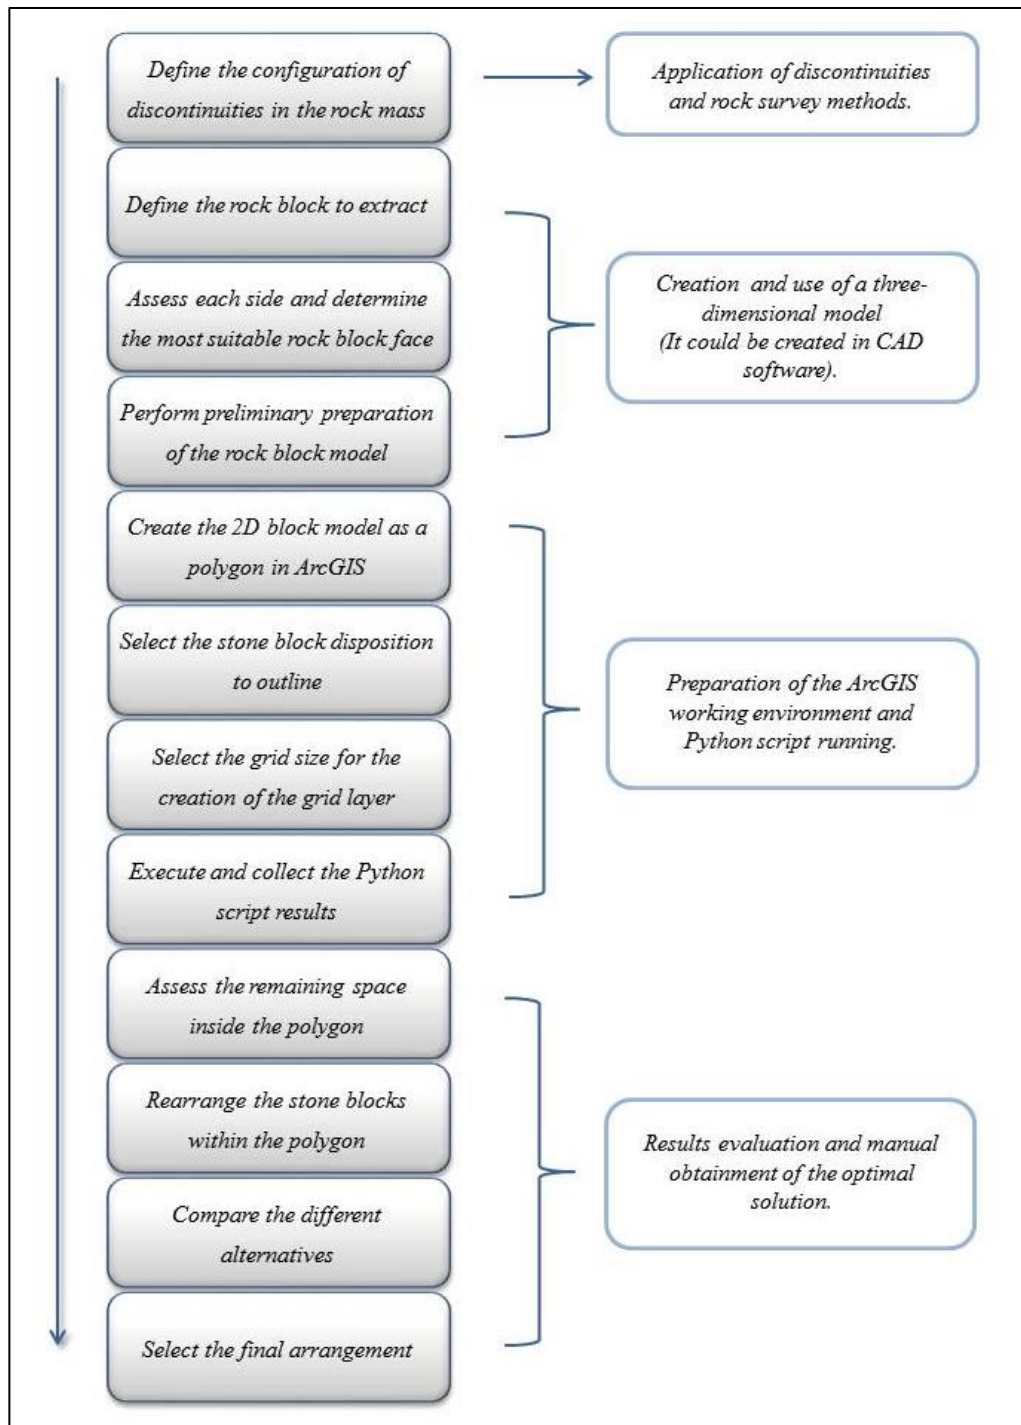 Define the configuration of
discontinuities in the rock mass
Application of discontinuities
and rock survey methods.
Define the rock block to extract
Assess each side and determine
the most suitable rock block face
Perform preliminary preparation
of the rock block model
Creation and use of a three-
dimensional model
(It could be created in CAD
software).
Create the 2D block model as a
polygon in ArcGIS
Select the stone block disposition
to outline
Select the grid size for the
creation of the grid layer
Execute and collect the Python
script results
Preparation of the ArcGIS
working environment and
Python script running.
Assess the remaining space
inside the polygon
Rearrange the stone blocks
within the polygon
Compare the different
alternatives
Select the final arrangement
Results evaluation and manual
obtainment of the optimal
solution.